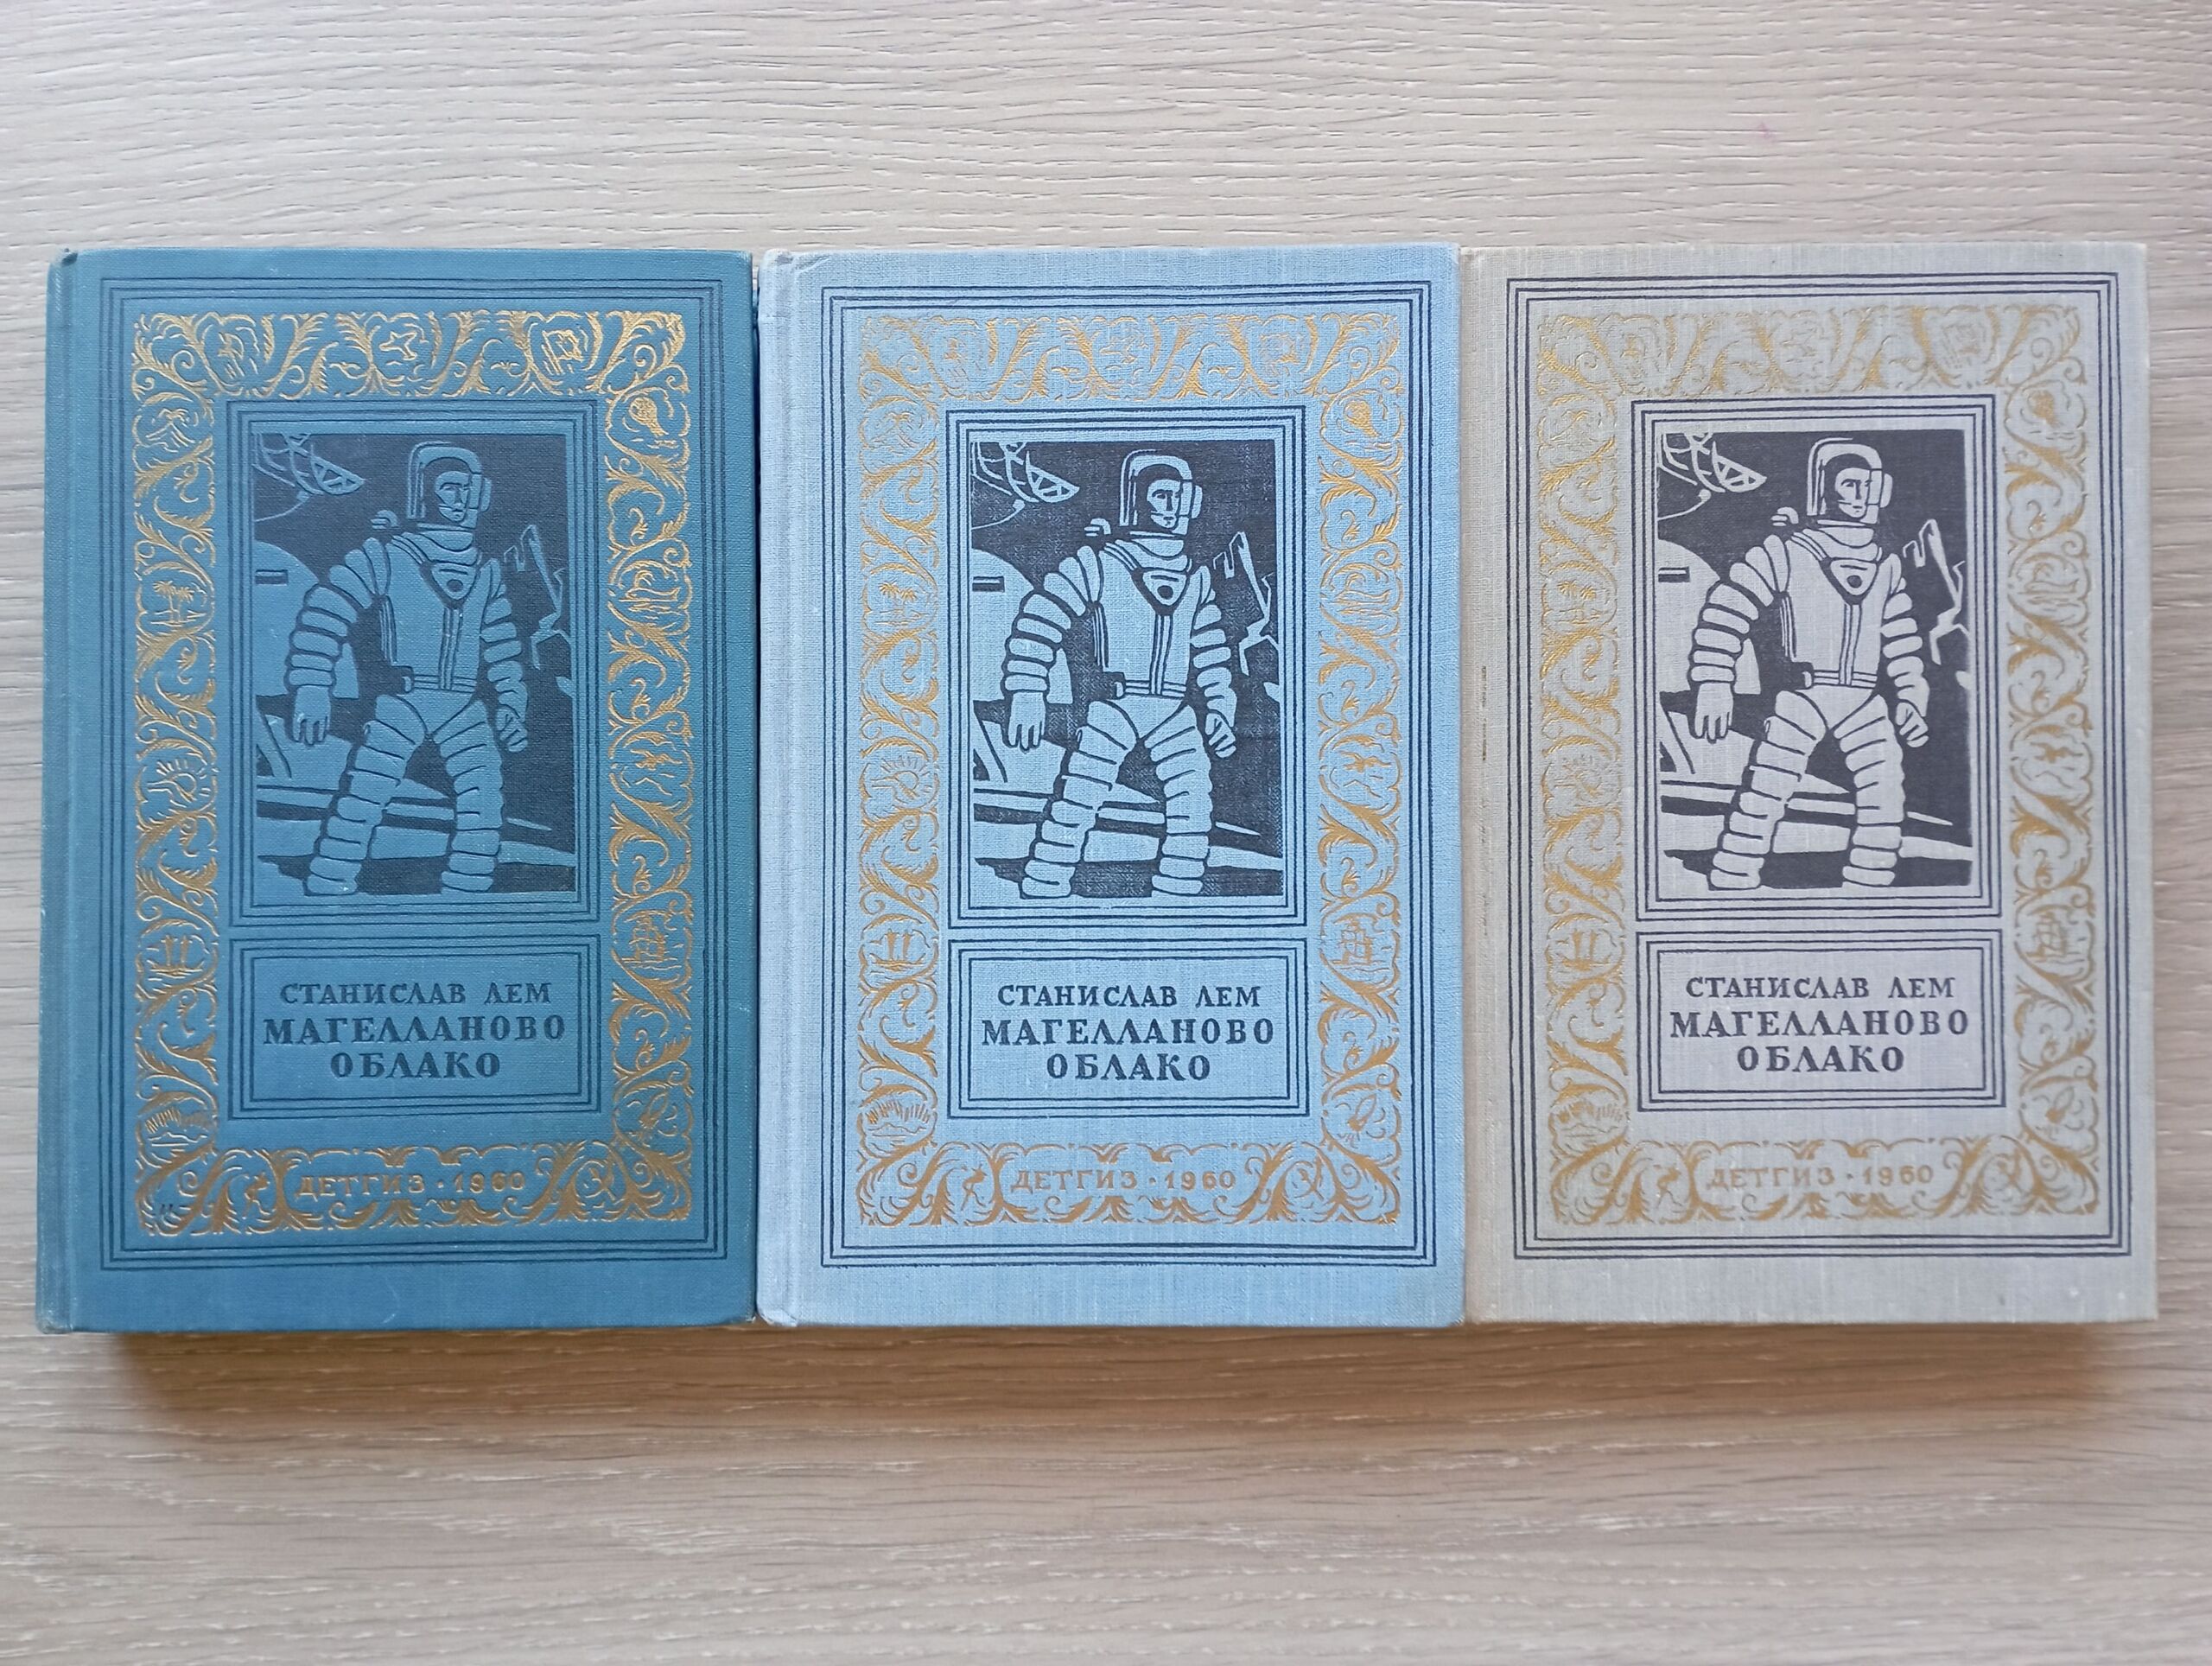 СТАНИСЛАВ ЛЕМ
МАГЕЛЛАНОВО
ОБЛАКО
ДЕТГИЗ · 1960
СТАНИСЛАВ ЛЕМ
МАГЕЛЛАНОВО
ОБЛАКО
ДЕТГИЗ · 1960
СТАНИСЛАВ ЛЕМ
МАГЕЛЛАНОВО
ОБЛАКО
ДЕТГИЗ · 1960